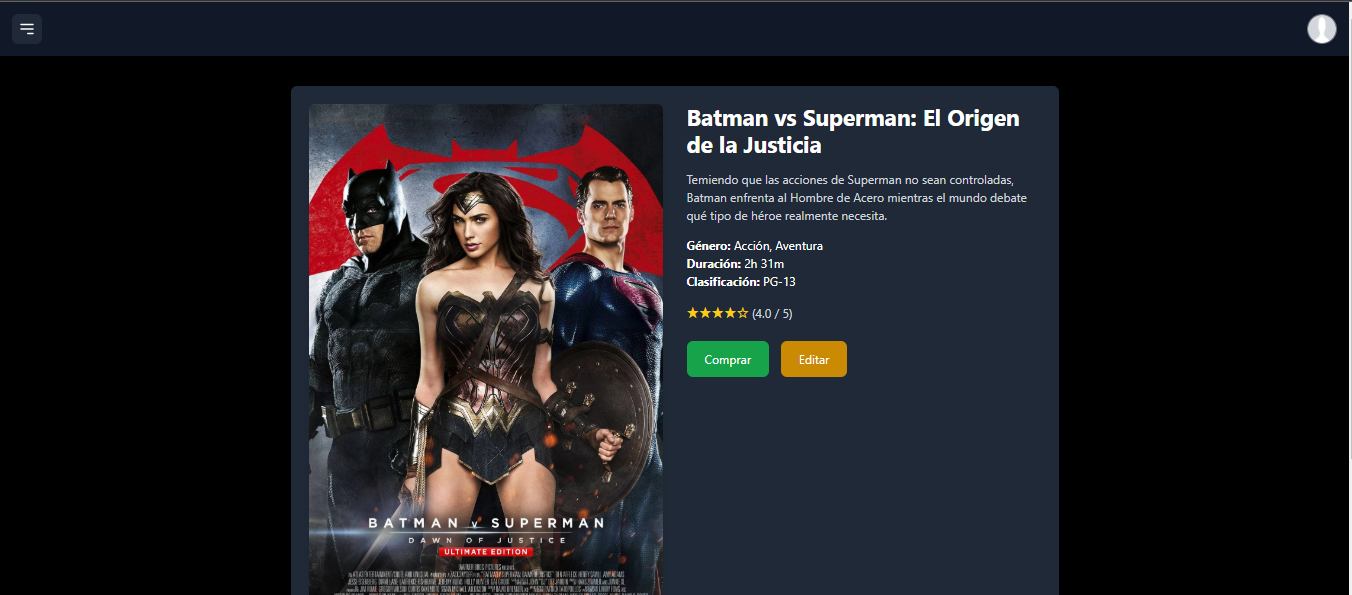 Batman vs Superman: El Origen
de la Justicia
Temiendo que las acciones de Superman no sean controladas,
Batman enfrenta al Hombre de Acero mientras el mundo debate
qué tipo de héroe realmente necesita.
Género: Acción, Aventura
Duración: 2h 31m
Clasificación: PG-13
★★★★☆ (4.0 / 5)
Comprar
Editar
BATMAN v SUPERMAN
DAWN OF JUSTICE
ULTIMATE EDITION